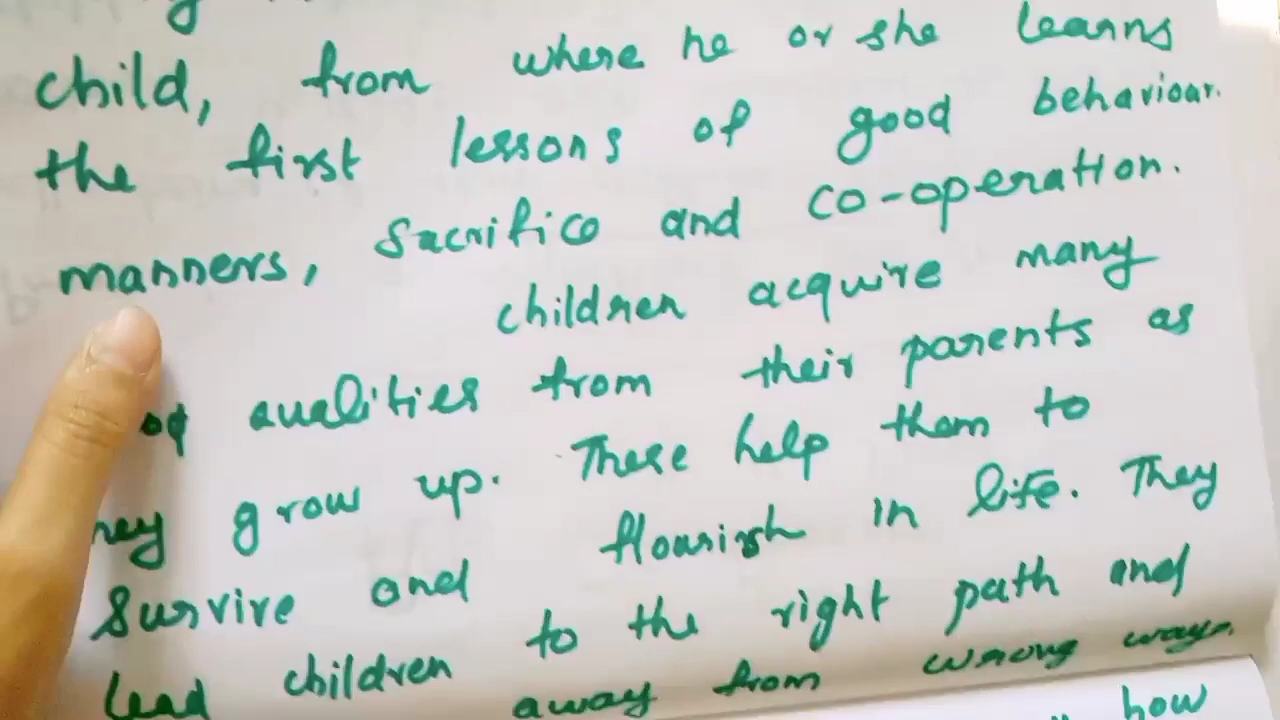 child, from where he or she learns
the first lessons of good behaviour.
manners, sacrifice and co-operation.
children acquire many
qualities from their parents as
grow up. These help them to
survive and flourish in life. They
lead children to the right path and
away from wrong ways.
how